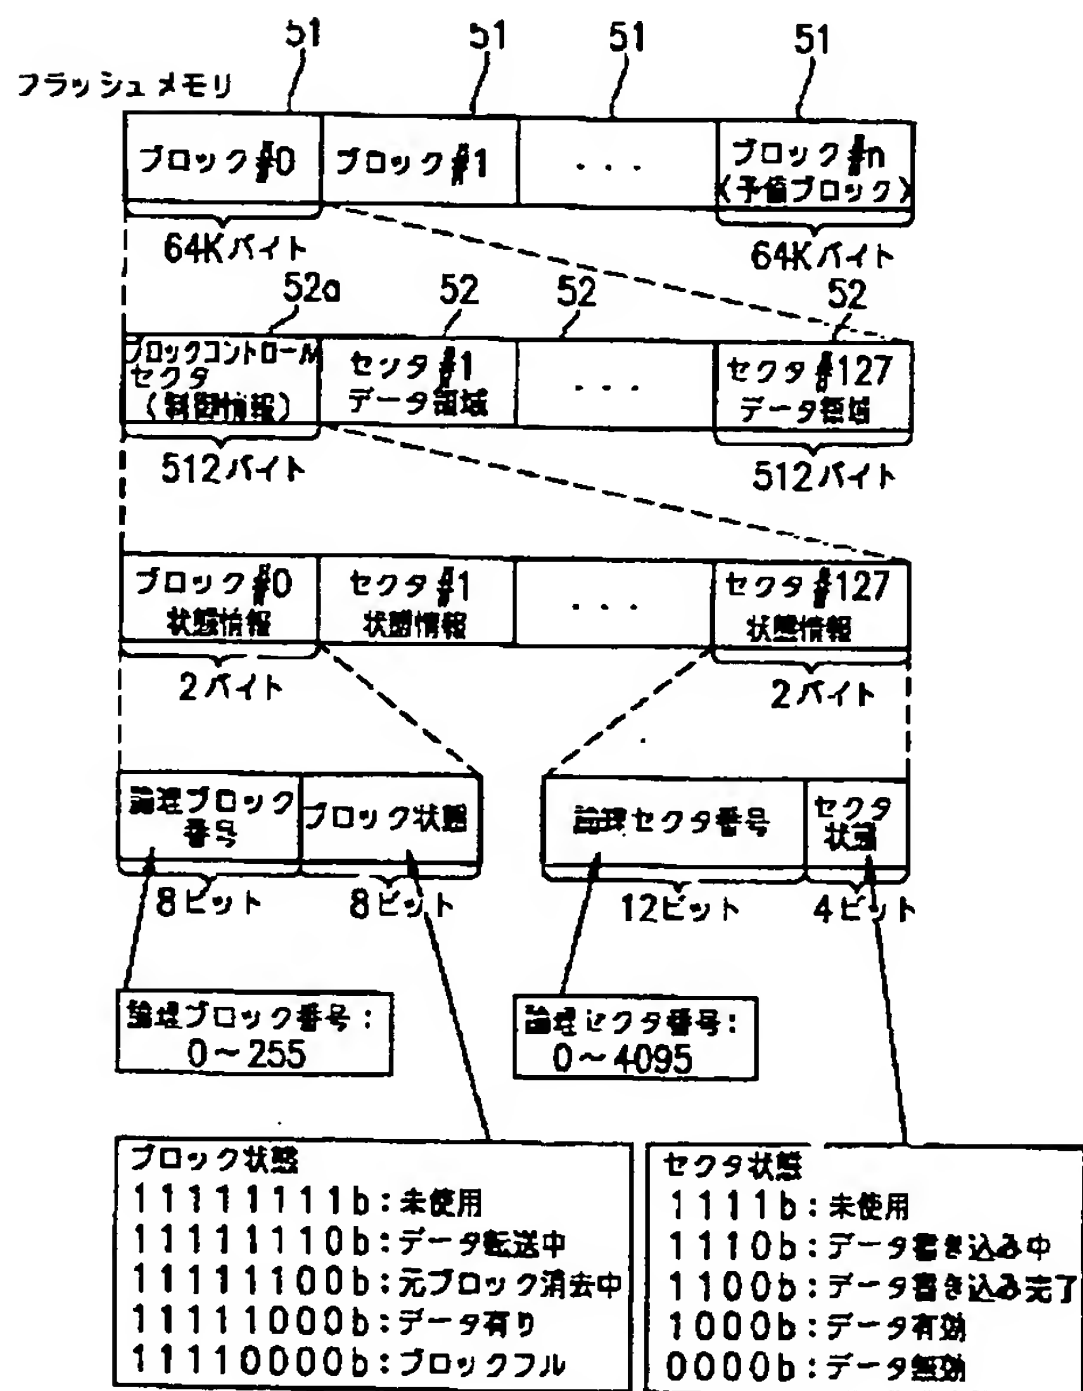 51 51 51 51
フラッシュメモリ
ブロック#0 ブロック#1 ... ブロック#n
(予備ブロック)
64Kバイト 64Kバイト
52a 52 52 52
ブロックコントロール
セクタ
(制御情報)
セクタ#1
データ領域
...
セクタ#127
データ領域
512バイト 512バイト
ブロック#0
状態情報
セクタ#1
状態情報
...
セクタ#127
状態情報
2バイト 2バイト
論理ブロック
番号
ブロック状態
論理セクタ番号
セクタ
状態
8ビット 8ビット 12ビット 4ビット
論理ブロック番号:
0~255
論理セクタ番号:
0~4095
ブロック状態
11111111b:未使用
11111110b:データ転送中
11111100b:元ブロック消去中
11111000b:データ有り
11110000b:ブロックフル
セクタ状態
1111b:未使用
1110b:データ書き込み中
1100b:データ書き込み完了
1000b:データ有効
0000b:データ無効